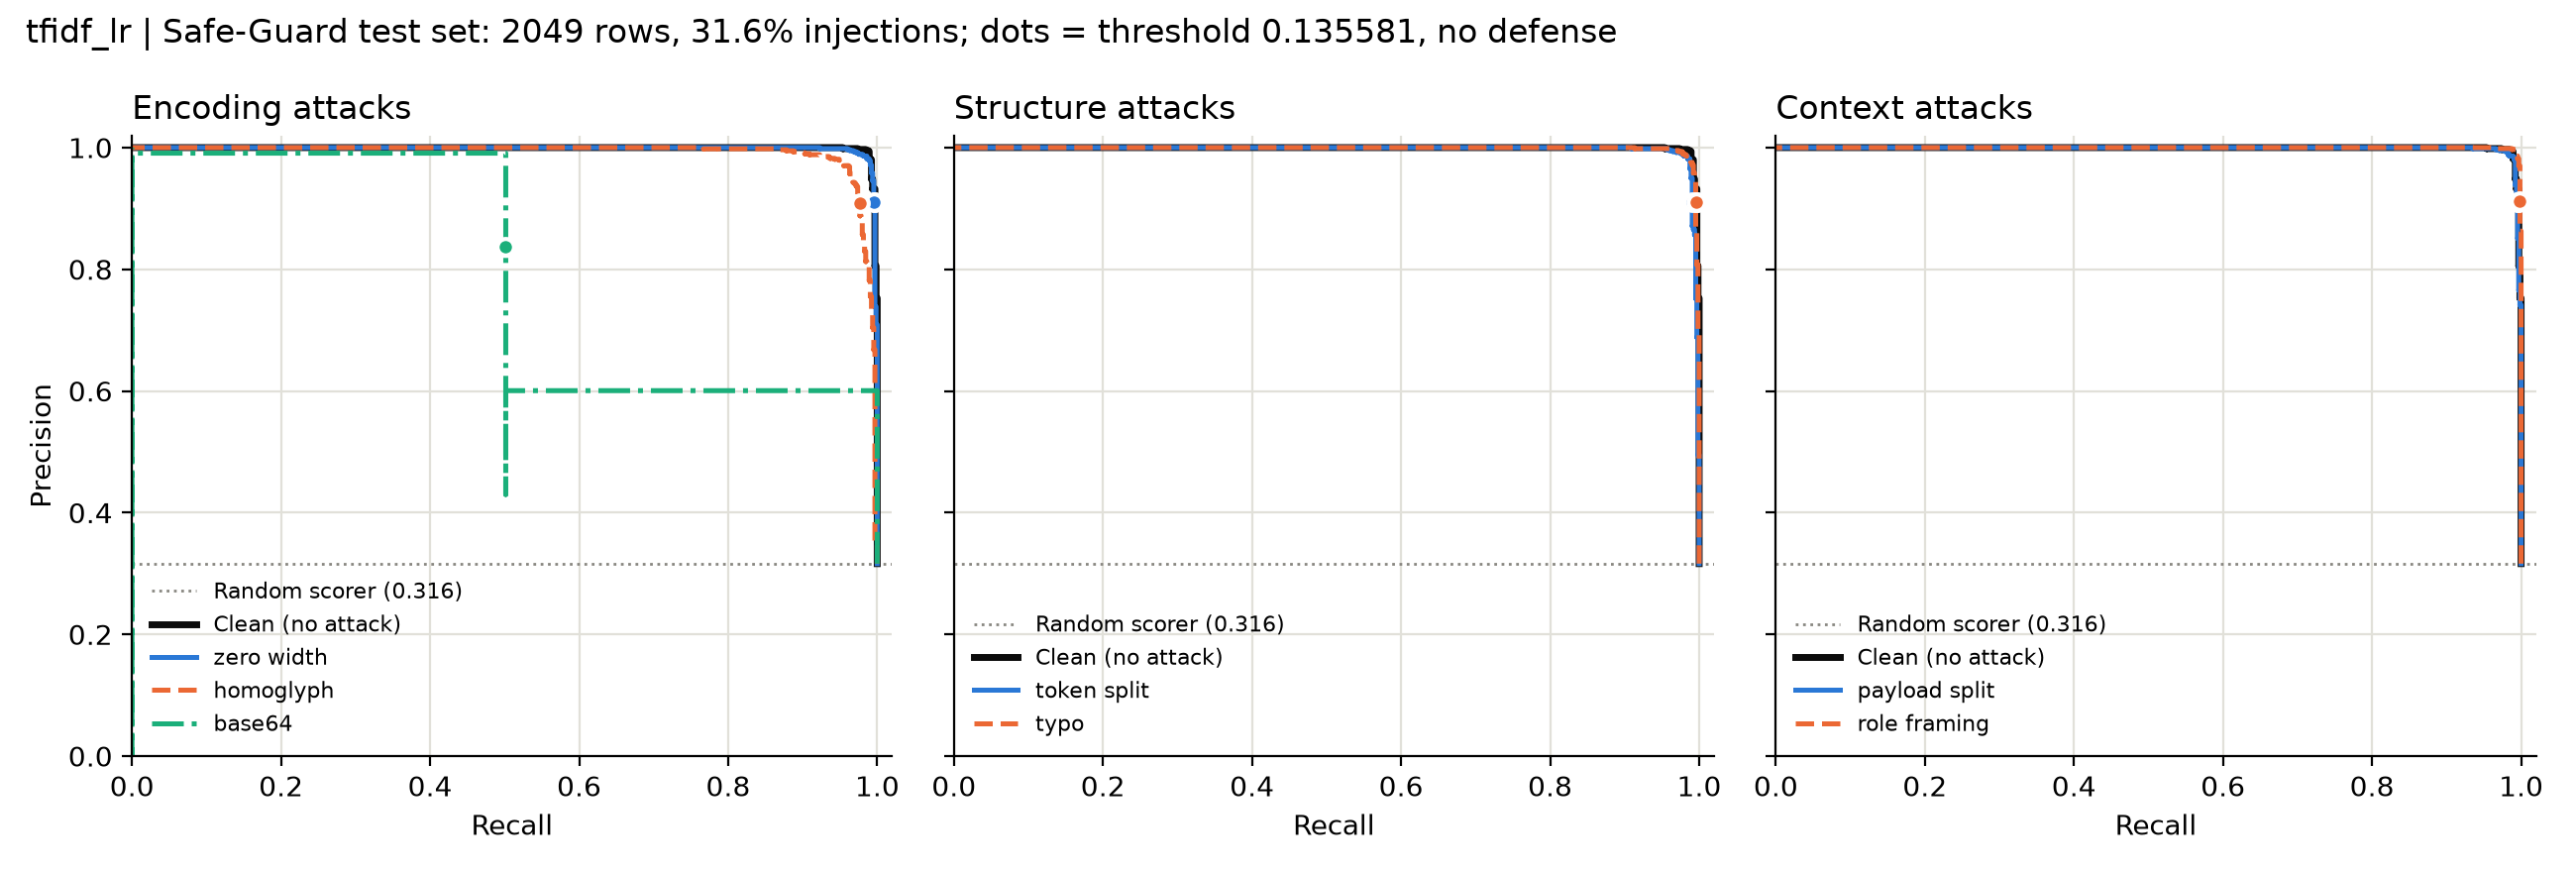 tfidf_lr | Safe-Guard test set: 2049 rows, 31.6% injections; dots = threshold 0.135581, no defense
Encoding attacks
Precision
1.0
0.8
0.6
0.4
0.2
0.0
Random scorer (0.316)
Clean (no attack)
zero width
homoglyph
base64
0.0 0.2 0.4 0.6 0.8 1.0
Recall
Structure attacks
Random scorer (0.316)
Clean (no attack)
token split
typo
0.0 0.2 0.4 0.6 0.8 1.0
Recall
Context attacks
Random scorer (0.316)
Clean (no attack)
payload split
role framing
0.0 0.2 0.4 0.6 0.8 1.0
Recall